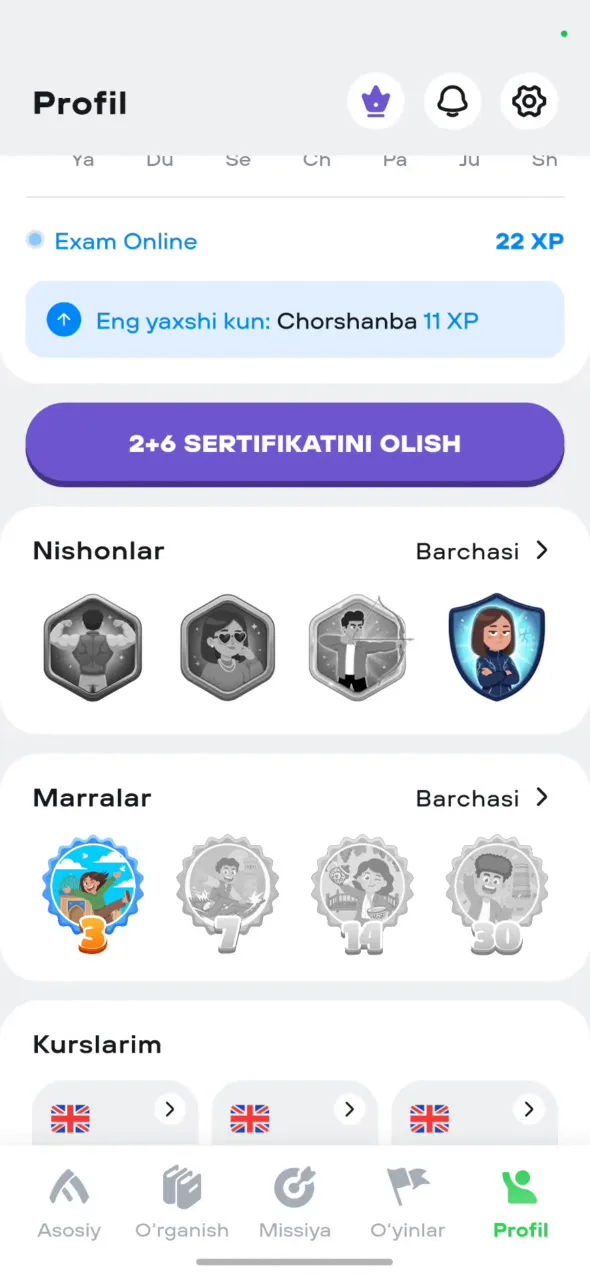 Profil
Ya Du Se Ch Pa Ju Sh
Exam Online 22 XP
Eng yaxshi kun: Chorshanba 11 XP
2+6 SERTIFIKATINI OLISH
Nishonlar Barchasi
Marralar Barchasi
3 7 14 30
Kurslarim
Asosiy O'rganish Missiya O'yinlar Profil